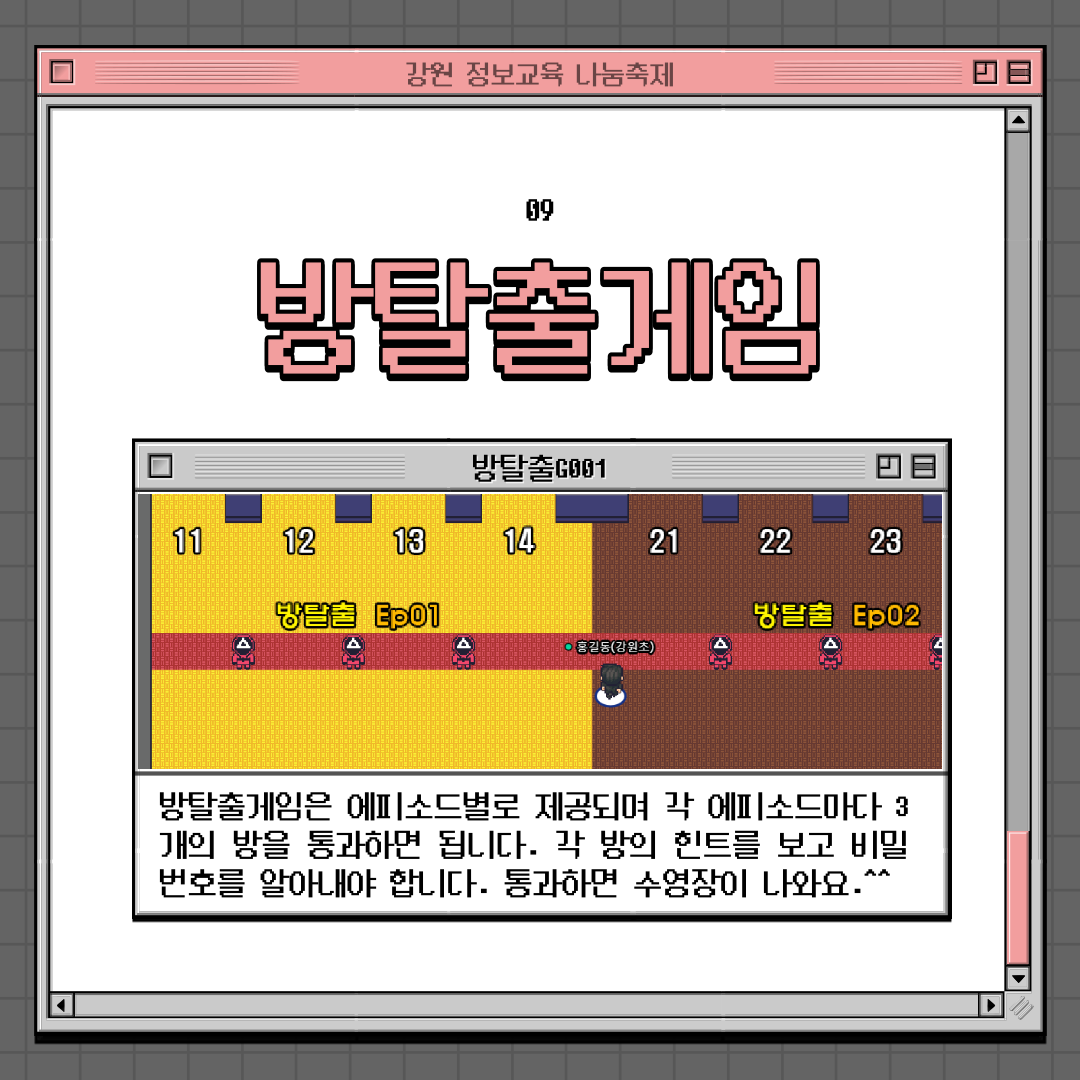 강원 정보교육 나눔축제
09
방탈출게임
방탈출G001
11 12 13 14 21 22 23
방탈출 Ep01 방탈출 Ep02
홍길동(강원초)
방탈출게임은 에피소드별로 제공되며 각 에피소드마다 3
개의 방을 통과하면 됩니다. 각 방의 힌트를 보고 비밀
번호를 알아내야 합니다. 통과하면 수영장이 나와요.^^